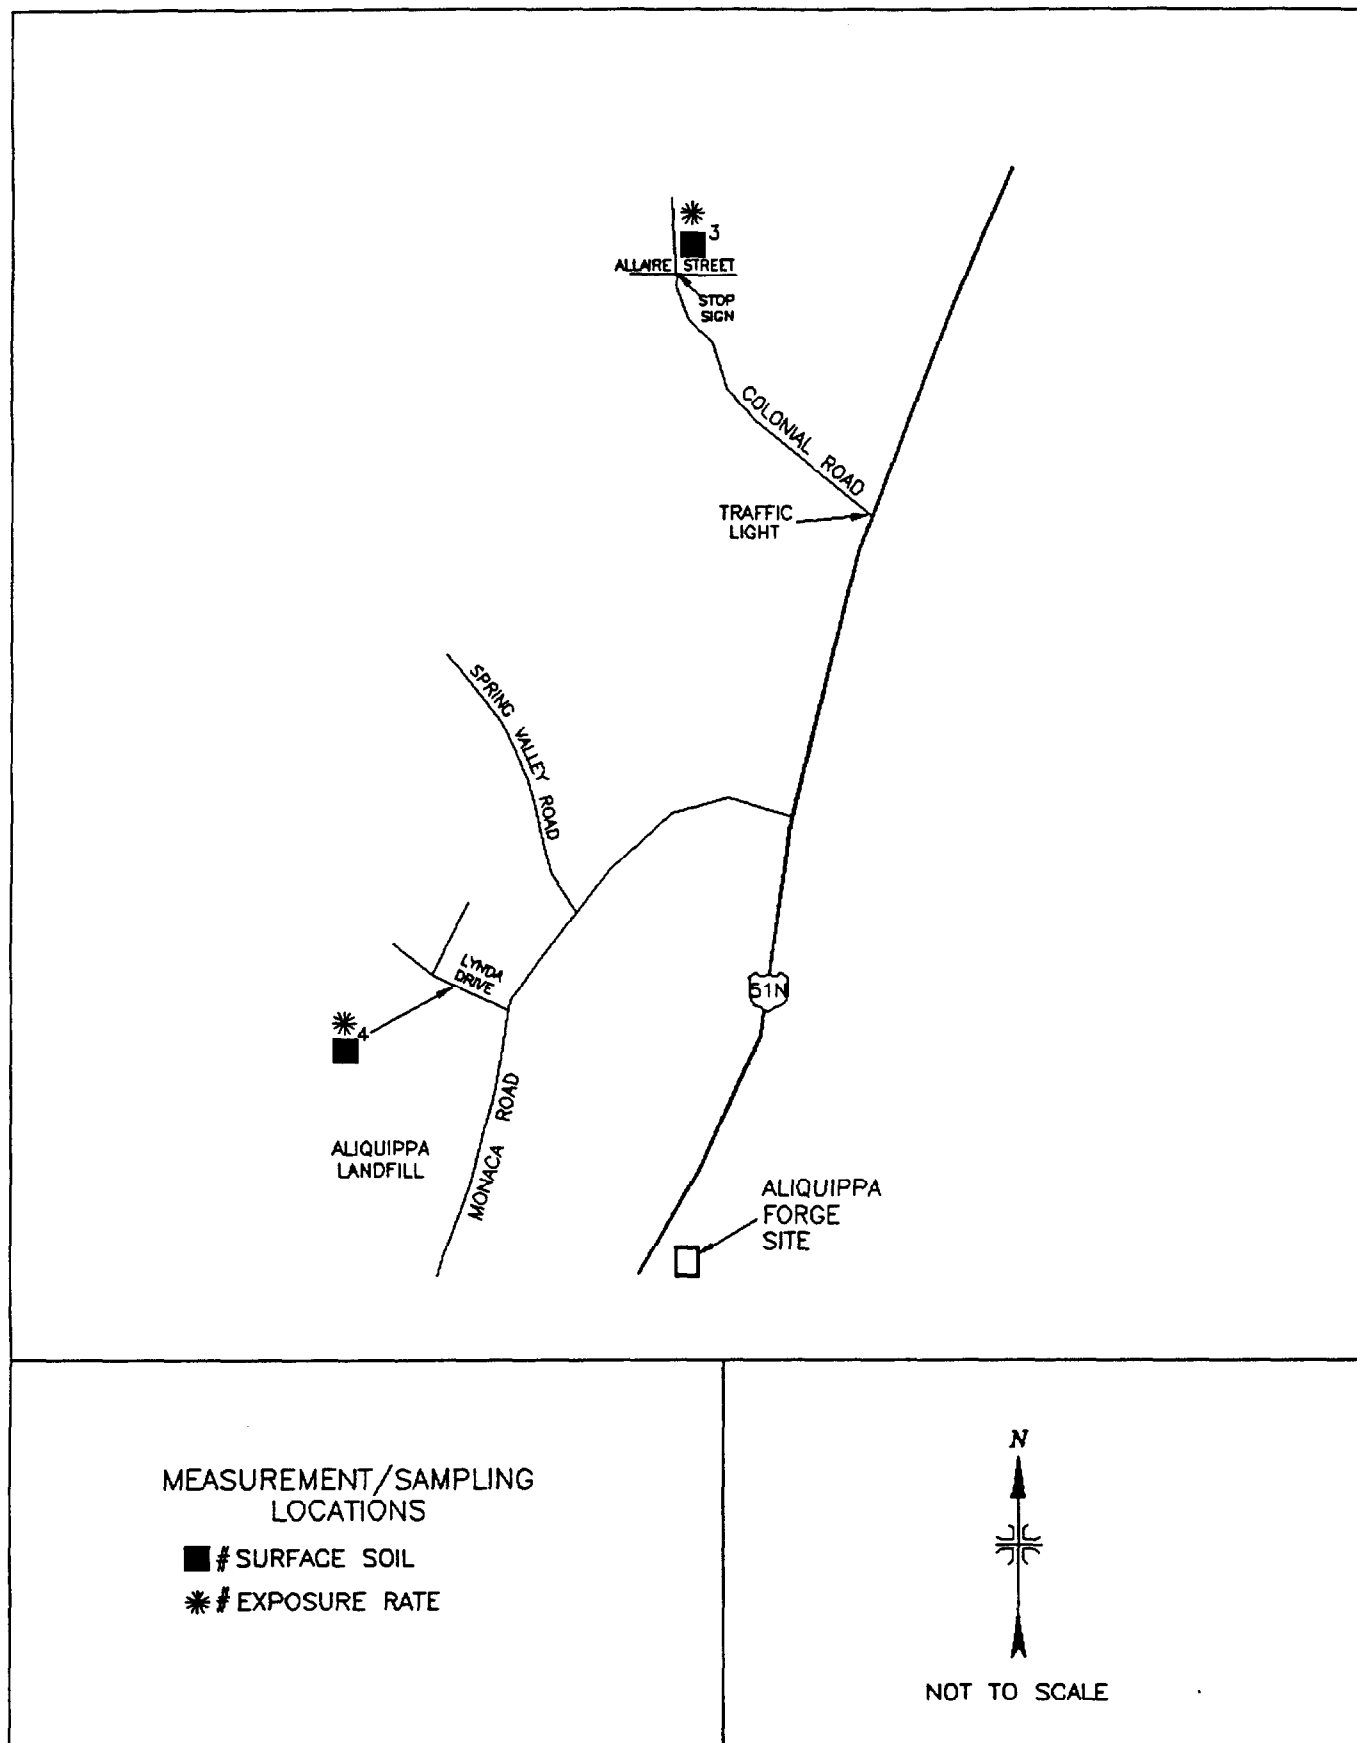 3
ALLAIRE STREET
STOP
SIGN
COLONIAL ROAD
TRAFFIC
LIGHT
SPRING VALLEY ROAD
LYNDA
DRIVE
51N
4
MONACA ROAD
ALIQUIPPA
LANDFILL
ALIQUIPPA
FORGE
SITE
MEASUREMENT/SAMPLING
LOCATIONS
# SURFACE SOIL
# EXPOSURE RATE
N
NOT TO SCALE